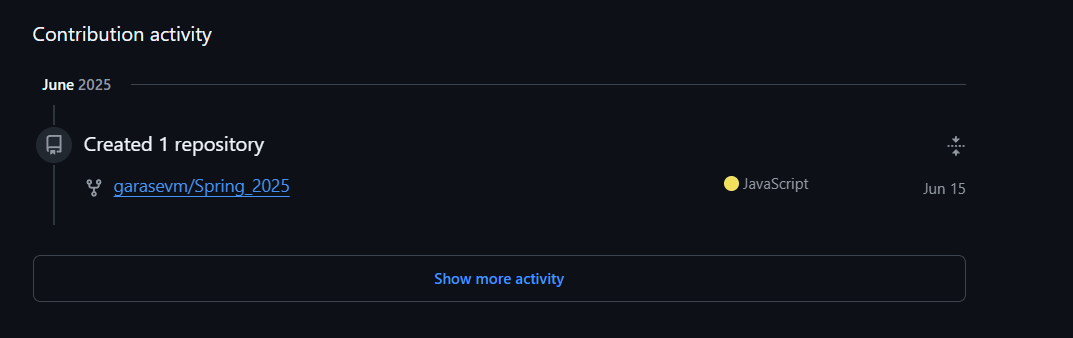 Contribution activity
June 2025
Created 1 repository
garasevm/Spring_2025 JavaScript Jun 15
Show more activity